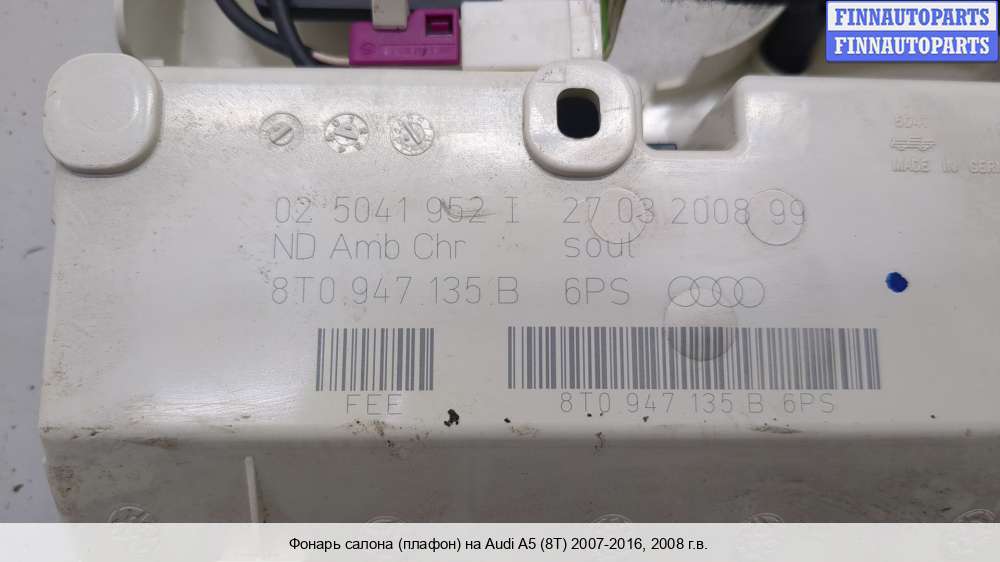 FINNAUTOPARTS
FINNAUTOPARTS
MADE IN GER
02 5041 952 I 27 03 2008 99
ND Amb Chr soul
8T0.947.135.B 6PS
FEE
8T0.947.135.B 6PS
Фонарь салона (плафон) на Audi A5 (8T) 2007-2016, 2008 г.в.